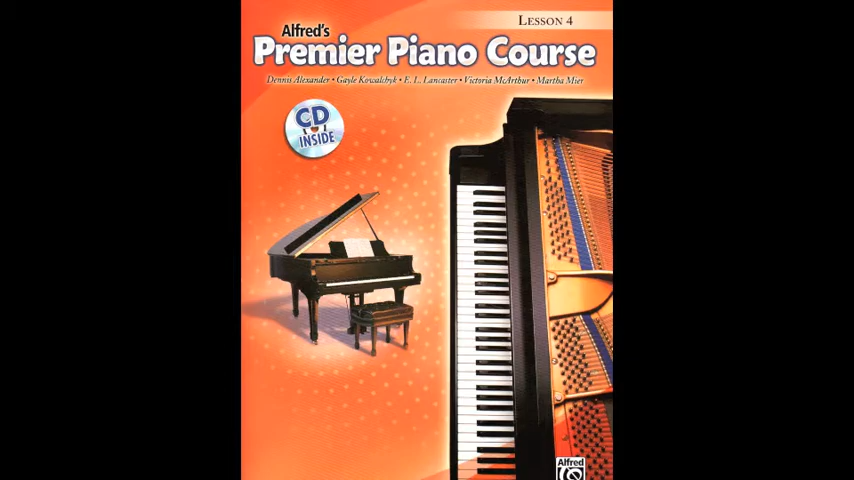 Lesson 4
Alfred's
Premier Piano Course
Dennis Alexander • Gayle Kowalchyk • E. L. Lancaster • Victoria McArthur • Martha Mier
CD
INSIDE
Alfred